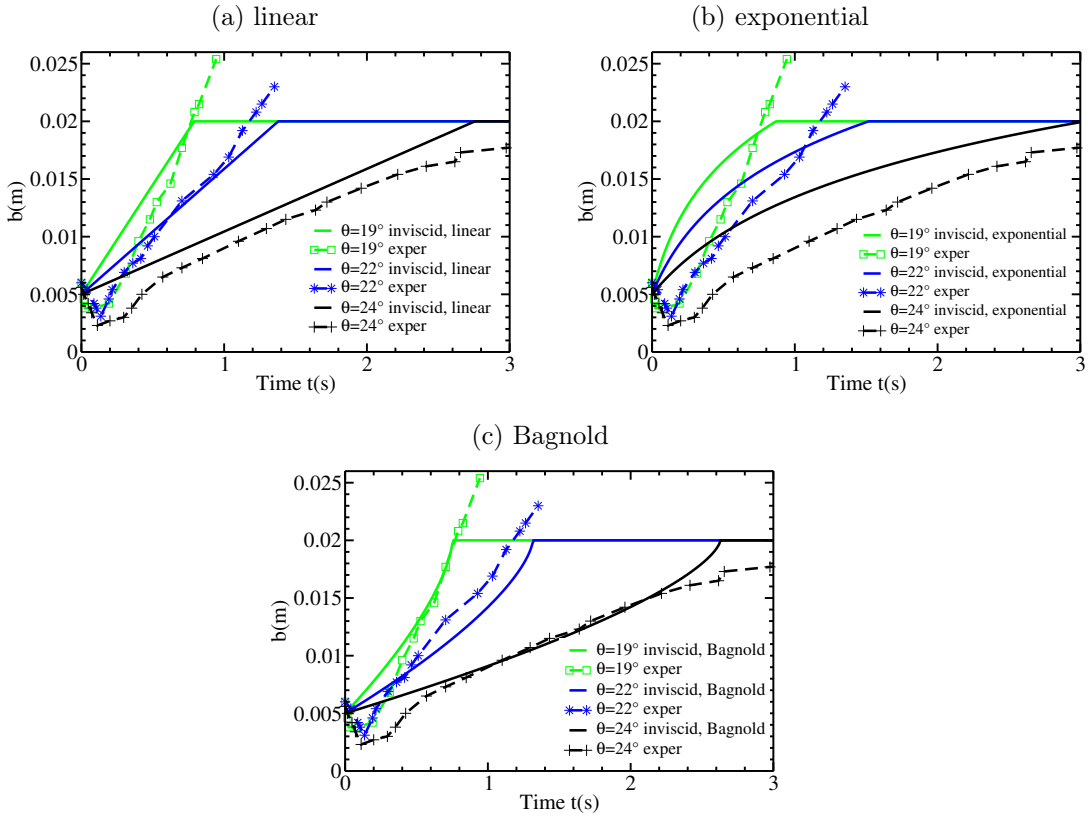 (a) linear
0.025
0.02
0.015
0.01
0.005
0
b(m)
θ=19° inviscid, linear
θ=19° exper
θ=22° inviscid, linear
θ=22° exper
θ=24° inviscid, linear
θ=24° exper
0 1 2 3
Time t(s)
(b) exponential
0.025
0.02
0.015
0.01
0.005
0
b(m)
θ=19° inviscid, exponential
θ=19° exper
θ=22° inviscid, exponential
θ=22° exper
θ=24° inviscid, exponential
θ=24° exper
0 1 2 3
Time t(s)
(c) Bagnold
0.025
0.02
0.015
0.01
0.005
0
b(m)
θ=19° inviscid, Bagnold
θ=19° exper
θ=22° inviscid, Bagnold
θ=22° exper
θ=24° inviscid, Bagnold
θ=24° exper
0 1 2 3
Time t(s)